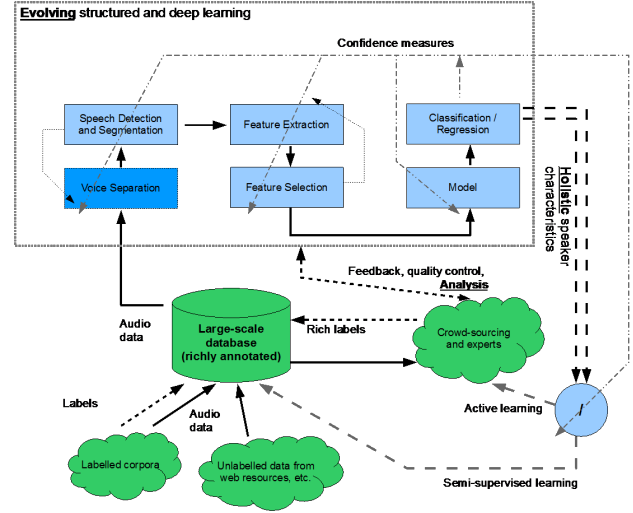 Evolving structured and deep learning
Confidence measures
Speech Detection
and Segmentation
Feature Extraction
Classification /
Regression
Voice Separation
Feature Selection
Model
Holistic speaker
characteristics
Feedback, quality control,
Analysis
Audio
data
Large-scale
database
(richly annotated)
Rich labels
Crowd-sourcing
and experts
Labels
Audio
data
Active learning
/
Labelled corpora
Unlabelled data from
web resources, etc.
Semi-supervised learning